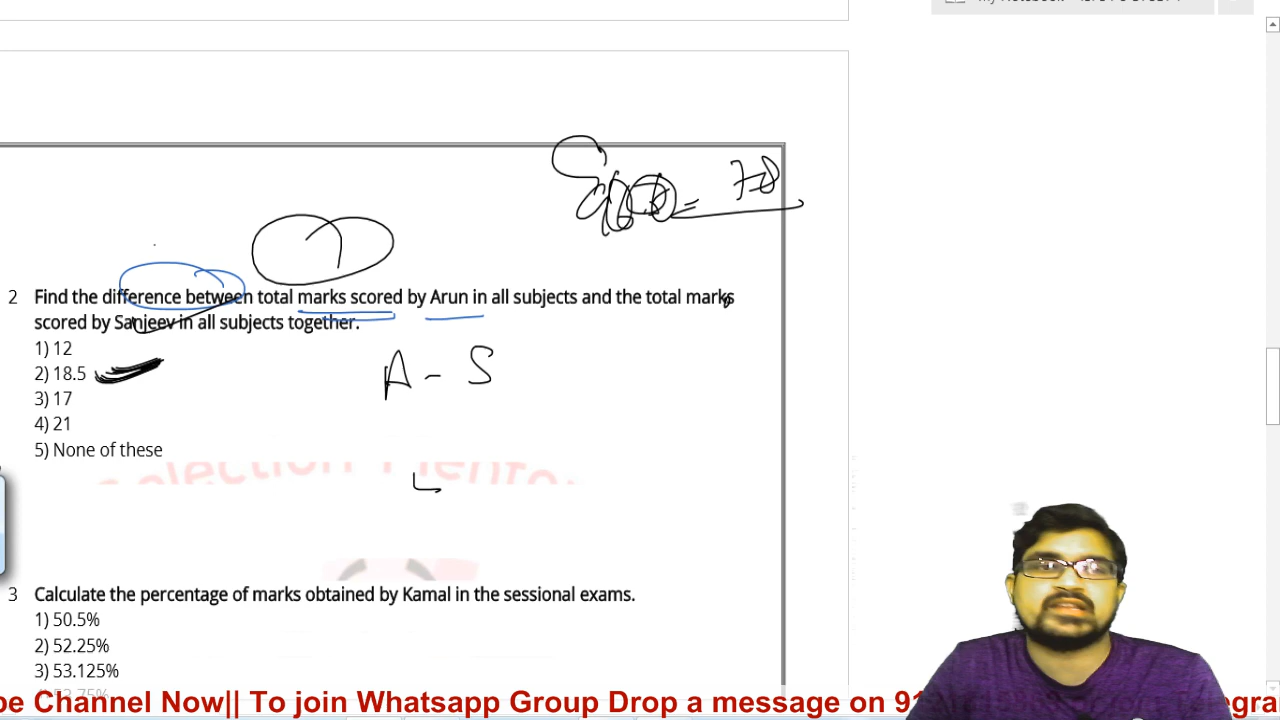 2 Find the difference between total marks scored by Arun in all subjects and the total marks
scored by Sanjeev in all subjects together.
1) 12
2) 18.5
3) 17
4) 21
5) None of these
A - S
3 Calculate the percentage of marks obtained by Kamal in the sessional exams.
1) 50.5%
2) 52.25%
3) 53.125%
be Channel Now|| To join Whatsapp Group Drop a message on 91